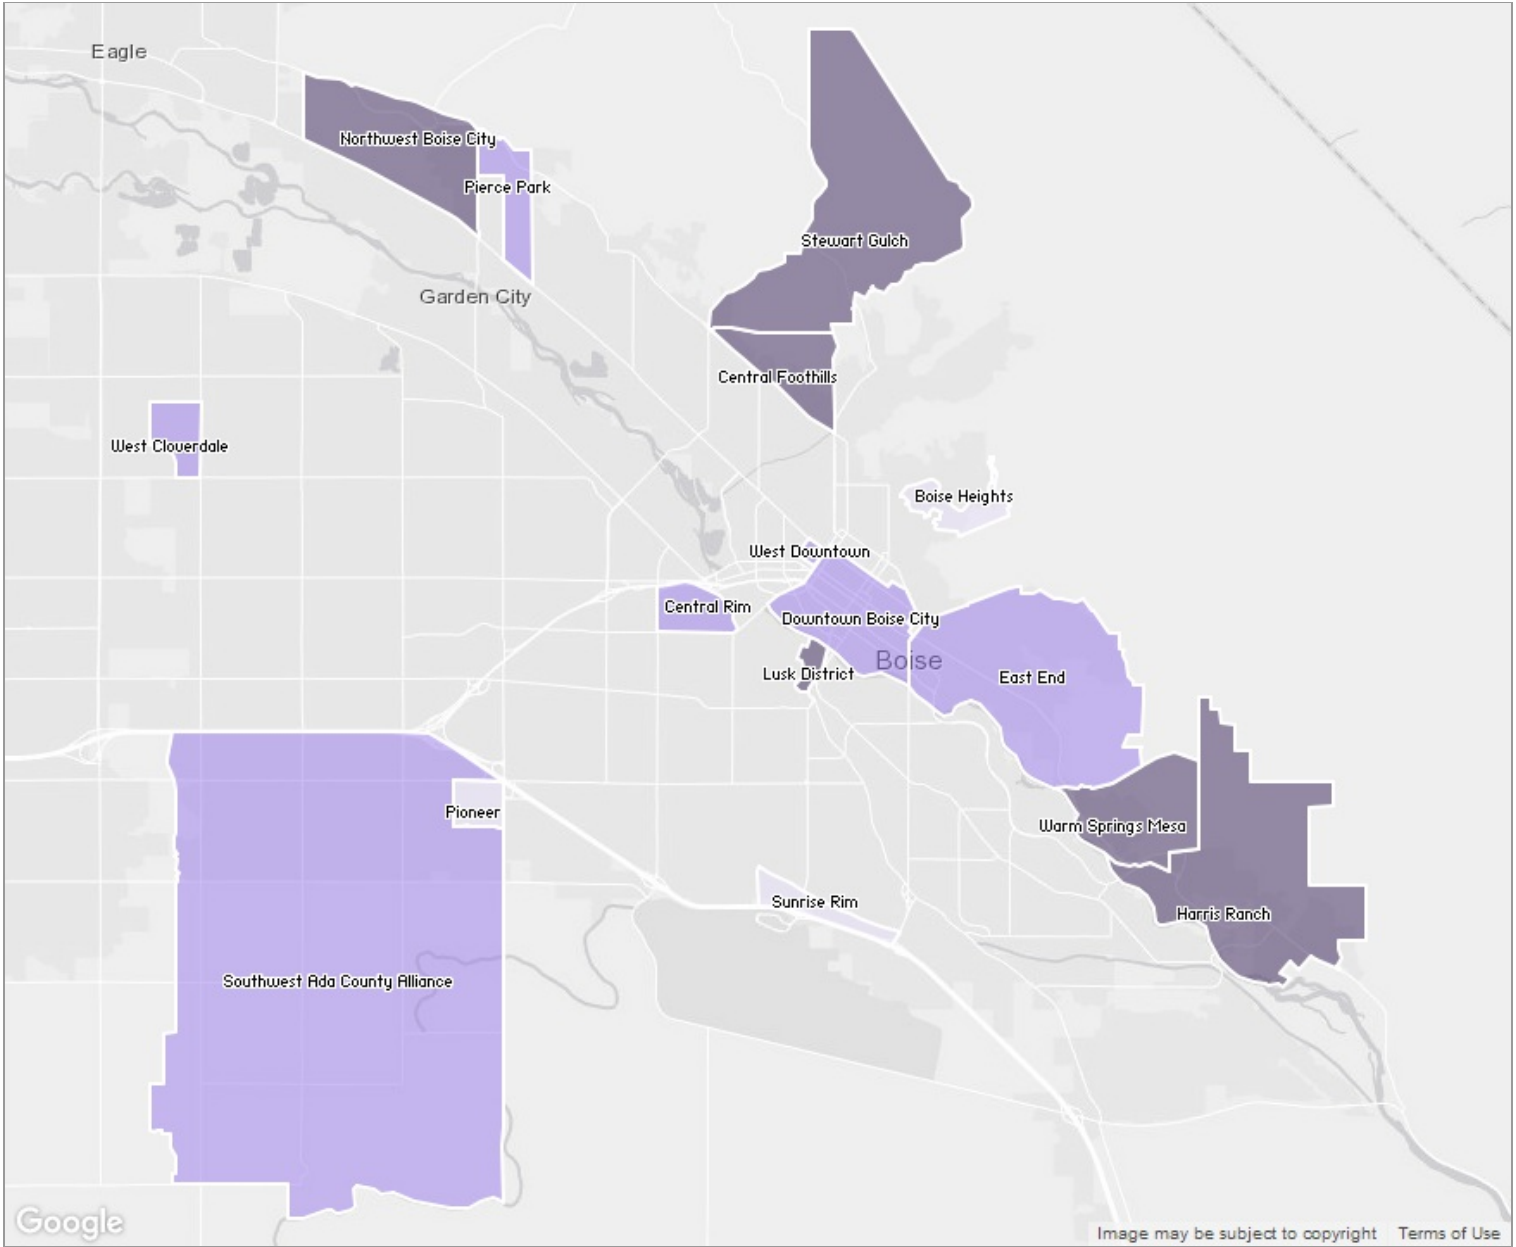 Eagle
Northwest Boise City
Pierce Park
Stewart Gulch
Garden City
Central Foothills
West Cloverdale
Boise Heights
West Downtown
Central Rim
Downtown Boise City
Boise
Lusk District
East End
Pioneer
Warm Springs Mesa
Sunrise Rim
Harris Ranch
Southwest Ada County Alliance
Google
Image may be subject to copyright
Terms of Use